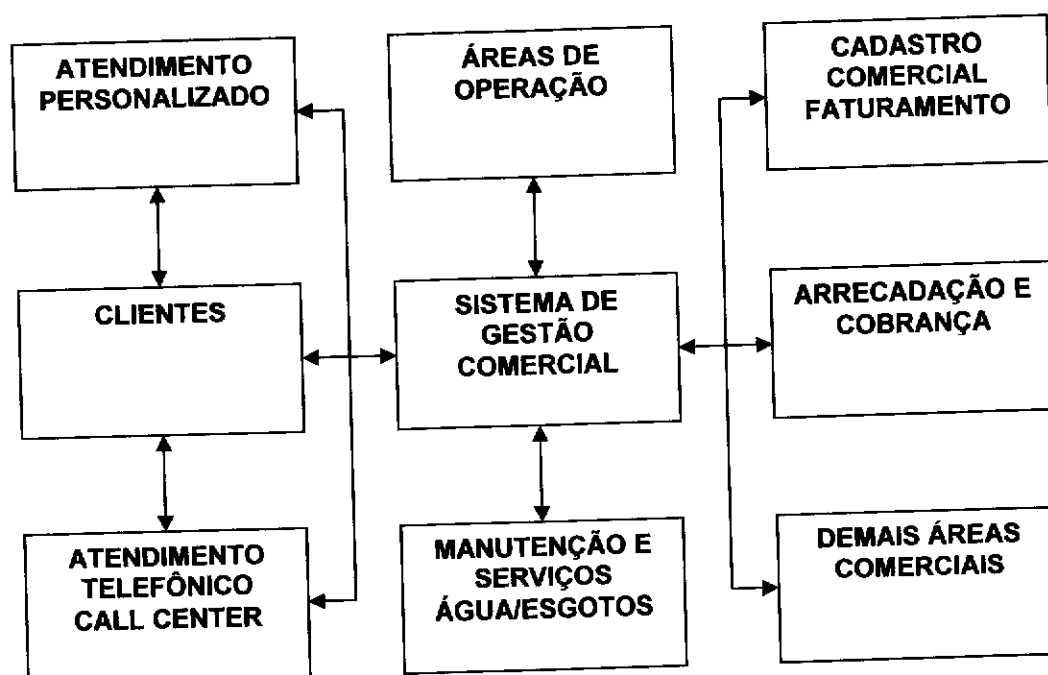 ATENDIMENTO
PERSONALIZADO
ÁREAS DE
OPERAÇÃO
CADASTRO
COMERCIAL
FATURAMENTO
CLIENTES
SISTEMA DE
GESTÃO
COMERCIAL
ARRECADAÇÃO E
COBRANÇA
ATENDIMENTO
TELEFÔNICO
CALL CENTER
MANUTENÇÃO E
SERVIÇOS
ÁGUA/ESGOTOS
DEMAIS ÁREAS
COMERCIAIS